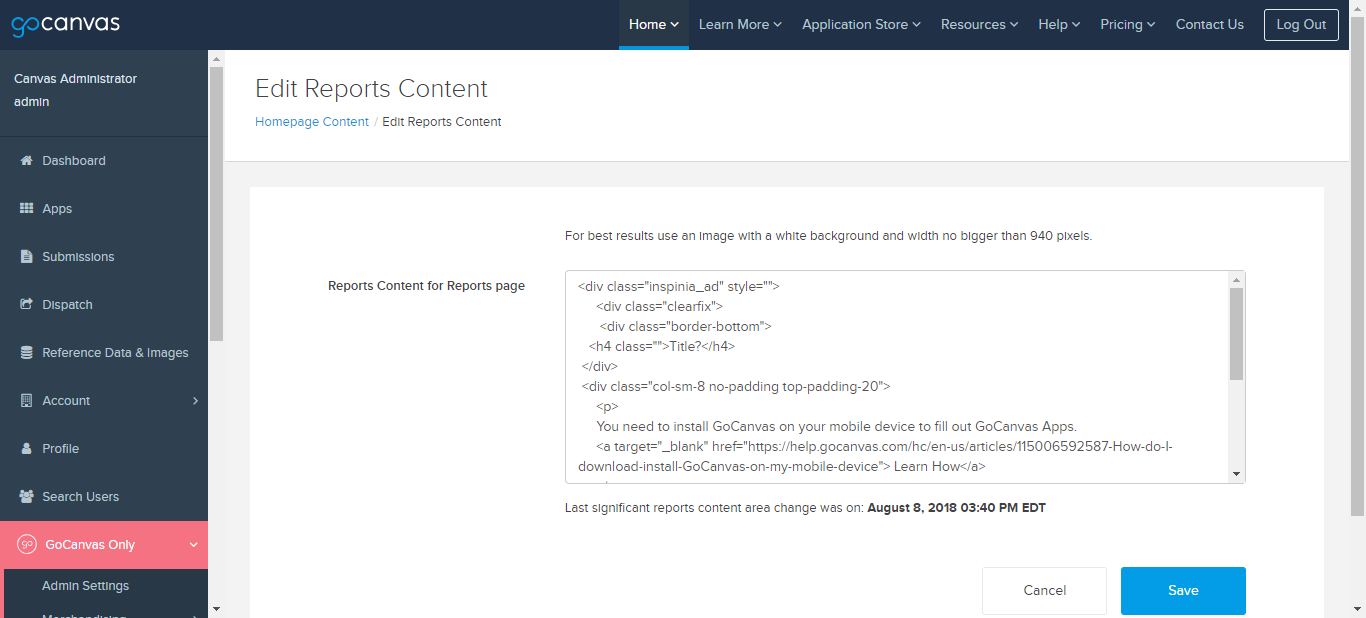 gocanvas
Home
Learn More
Application Store
Resources
Help
Pricing
Contact Us
Log Out
Canvas Administrator
admin
Dashboard
Apps
Submissions
Dispatch
Reference Data & Images
Account
Profile
Search Users
go
GoCanvas Only
Admin Settings
Merchandising
Edit Reports Content
Homepage Content / Edit Reports Content
For best results use an image with a white background and width no bigger than 940 pixels.
Reports Content for Reports page
<div class="inspinia_ad" style="">
<div class="clearfix">
<div class="border-bottom">
<h4 class="">Title?</h4>
</div>
<div class="col-sm-8 no-padding top-padding-20">
<p>
You need to install GoCanvas on your mobile device to fill out GoCanvas Apps.
<a target="_blank" href="https://help.gocanvas.com/hc/en-us/articles/115006592587-How-do-I-
download-install-GoCanvas-on-my-mobile-device"> Learn How</a>
Last significant reports content area change was on: August 8, 2018 03:40 PM EDT
Cancel
Save